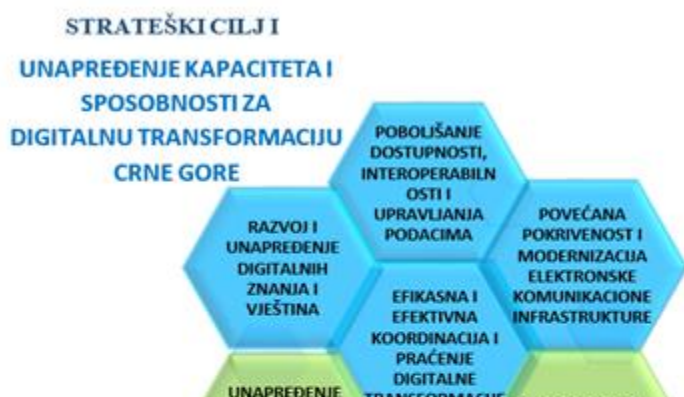 STRATEŠKI CILJ I
UNAPREĐENJE KAPACITETA I
SPOSOBNOSTI ZA
DIGITALNU TRANSFORMACIJU
CRNE GORE
POBOLJŠANJE
DOSTUPNOSTI,
INTEROPERABILN
OSTI I
UPRAVLJANJA
PODACIMA
RAZVOJ I
UNAPREĐENJE
DIGITALNIH
ZNANJA I
VJEŠTINA
POVEĆANA
POKRIVENOST I
MODERNIZACIJA
ELEKTRONSKE
KOMUNIKACIONE
INFRASTRUKTURE
EFIKASNA I
EFEKTIVNA
KOORDINACIJA I
PRAĆENJE
DIGITALNE
TRANSFORMACIJE
UNAPREĐENJE